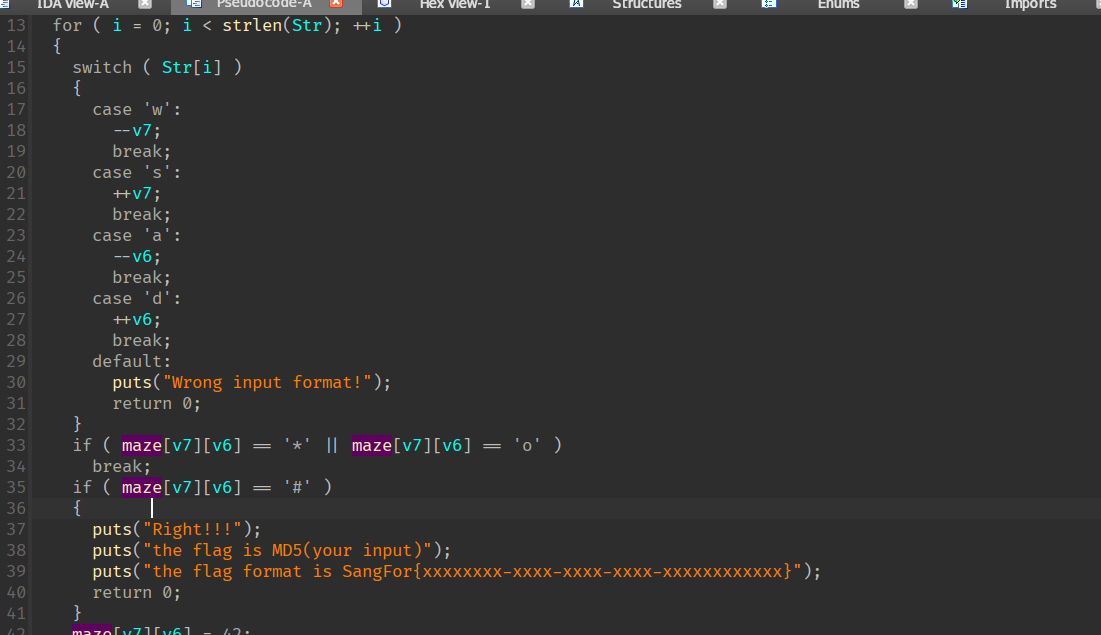 IDA View-A Pseudocode-A Hex View-1 Structures Enums Imports
13 for ( i = 0; i < strlen(Str); ++i )
14 {
15 switch ( Str[i] )
16 {
17 case 'w':
18 --v7;
19 break;
20 case 's':
21 ++v7;
22 break;
23 case 'a':
24 --v6;
25 break;
26 case 'd':
27 ++v6;
28 break;
29 default:
30 puts("Wrong input format!");
31 return 0;
32 }
33 if ( maze[v7][v6] == '*' || maze[v7][v6] == 'o' )
34 break;
35 if ( maze[v7][v6] == '#' )
36 {
37 puts("Right!!!");
38 puts("the flag is MD5(your input)");
39 puts("the flag format is SangFor{xxxxxxxx-xxxx-xxxx-xxxx-xxxxxxxxxxxx}");
40 return 0;
41 }
42 maze[v7][v6] = 42;